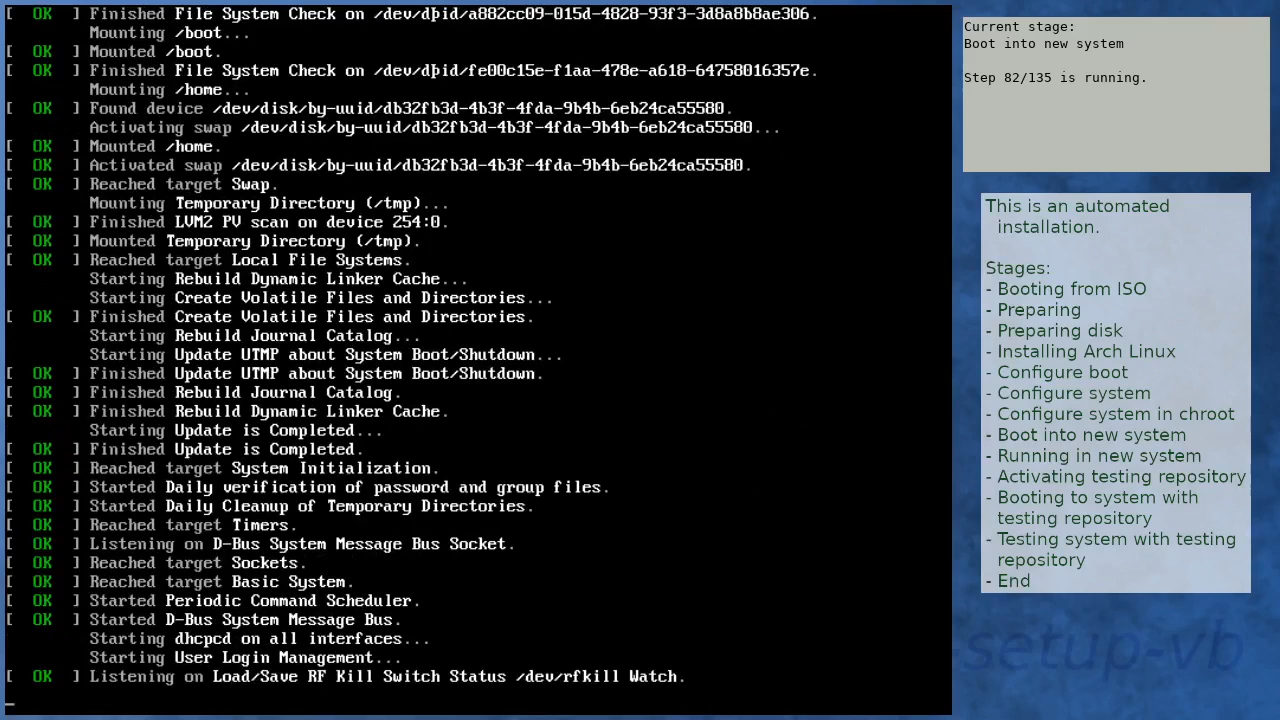 [  OK  ] Finished File System Check on /dev/dþid/a882cc09-015d-4828-93f3-3d8a8b8ae306.
Mounting /boot...
[  OK  ] Mounted /boot.
[  OK  ] Finished File System Check on /dev/dþid/fe00c15e-f1aa-478e-a618-64758016357e.
Mounting /home...
[  OK  ] Found device /dev/disk/by-uuid/db32fb3d-4b3f-4fda-9b4b-6eb24ca55580.
Activating swap /dev/disk/by-uuid/db32fb3d-4b3f-4fda-9b4b-6eb24ca55580...
[  OK  ] Mounted /home.
[  OK  ] Activated swap /dev/disk/by-uuid/db32fb3d-4b3f-4fda-9b4b-6eb24ca55580.
[  OK  ] Reached target Swap.
Mounting Temporary Directory (/tmp)...
[  OK  ] Finished LVM2 PV scan on device 254:0.
[  OK  ] Mounted Temporary Directory (/tmp).
[  OK  ] Reached target Local File Systems.
Starting Rebuild Dynamic Linker Cache...
Starting Create Volatile Files and Directories...
[  OK  ] Finished Create Volatile Files and Directories.
Starting Rebuild Journal Catalog...
Starting Update UTMP about System Boot/Shutdown...
[  OK  ] Finished Update UTMP about System Boot/Shutdown.
[  OK  ] Finished Rebuild Journal Catalog.
[  OK  ] Finished Rebuild Dynamic Linker Cache.
Starting Update is Completed...
[  OK  ] Finished Update is Completed.
[  OK  ] Reached target System Initialization.
[  OK  ] Started Daily verification of password and group files.
[  OK  ] Started Daily Cleanup of Temporary Directories.
[  OK  ] Reached target Timers.
[  OK  ] Listening on D-Bus System Message Bus Socket.
[  OK  ] Reached target Sockets.
[  OK  ] Reached target Basic System.
[  OK  ] Started Periodic Command Scheduler.
[  OK  ] Started D-Bus System Message Bus.
Starting dhcpcd on all interfaces...
Starting User Login Management...
[  OK  ] Listening on Load/Save RF Kill Switch Status /dev/rfkill Watch.
Current stage:
Boot into new system
Step 82/135 is running.
This is an automated
installation.
Stages:
- Booting from ISO
- Preparing
- Preparing disk
- Installing Arch Linux
- Configure boot
- Configure system
- Configure system in chroot
- Boot into new system
- Running in new system
- Activating testing repository
- Booting to system with
testing repository
- Testing system with testing
repository
- End
-setup-vb